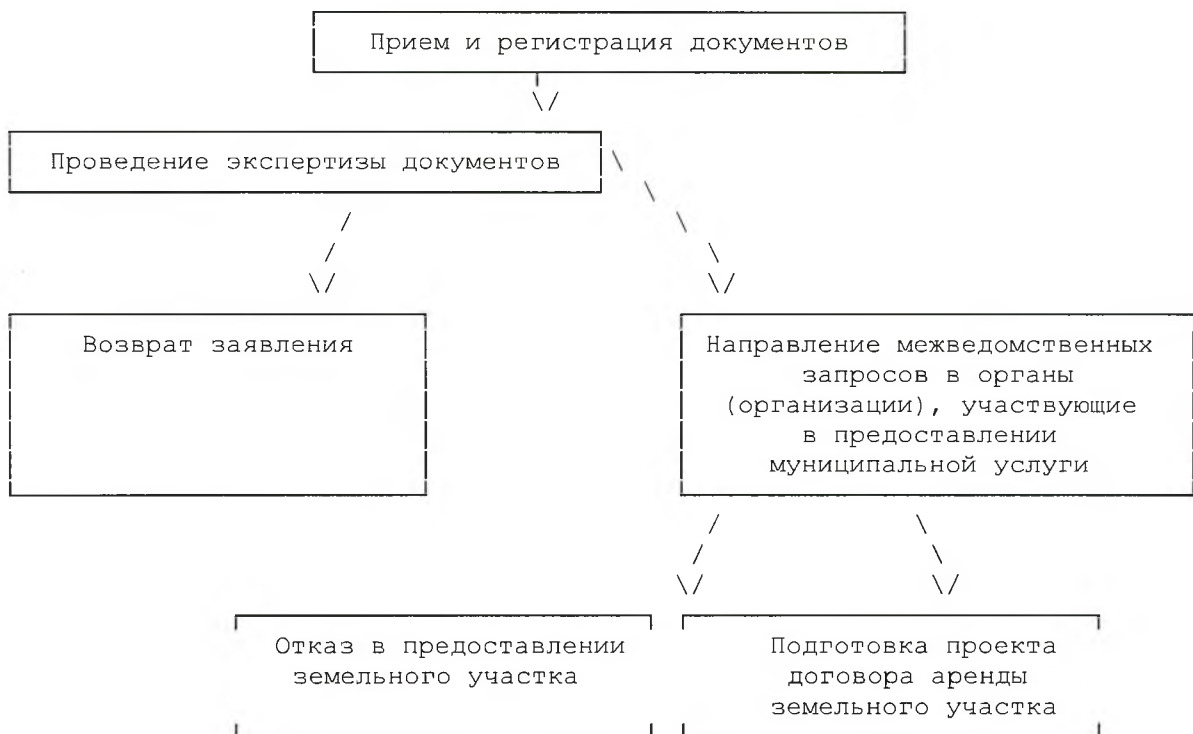 Прием и регистрация документов
Проведение экспертизы документов
Возврат заявления
Направление межведомственных
запросов в органы
(организации), участвующие
в предоставлении
муниципальной услуги
Отказ в предоставлении
земельного участка
Подготовка проекта
договора аренды
земельного участка